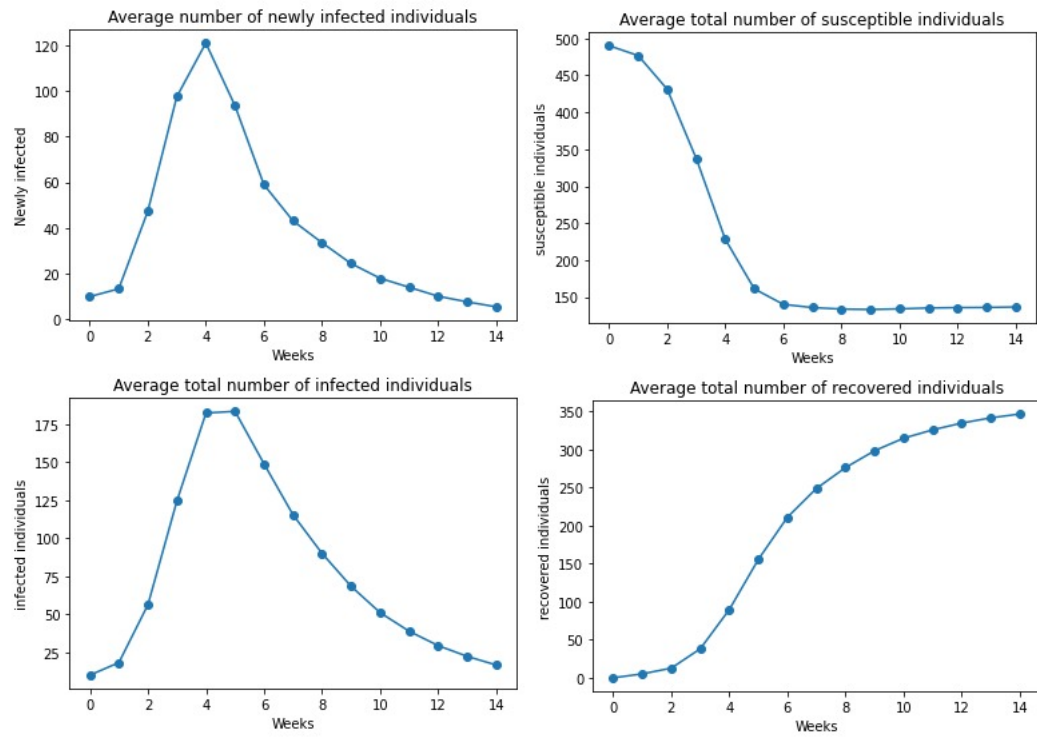 Average number of newly infected individuals
120
100
80
60
40
20
0
Newly infected
0 2 4 6 8 10 12 14
Weeks
Average total number of susceptible individuals
500
450
400
350
300
250
200
150
susceptible individuals
0 2 4 6 8 10 12 14
Weeks
Average total number of infected individuals
175
150
125
100
75
50
25
infected individuals
0 2 4 6 8 10 12 14
Weeks
Average total number of recovered individuals
350
300
250
200
150
100
50
0
recovered individuals
0 2 4 6 8 10 12 14
Weeks